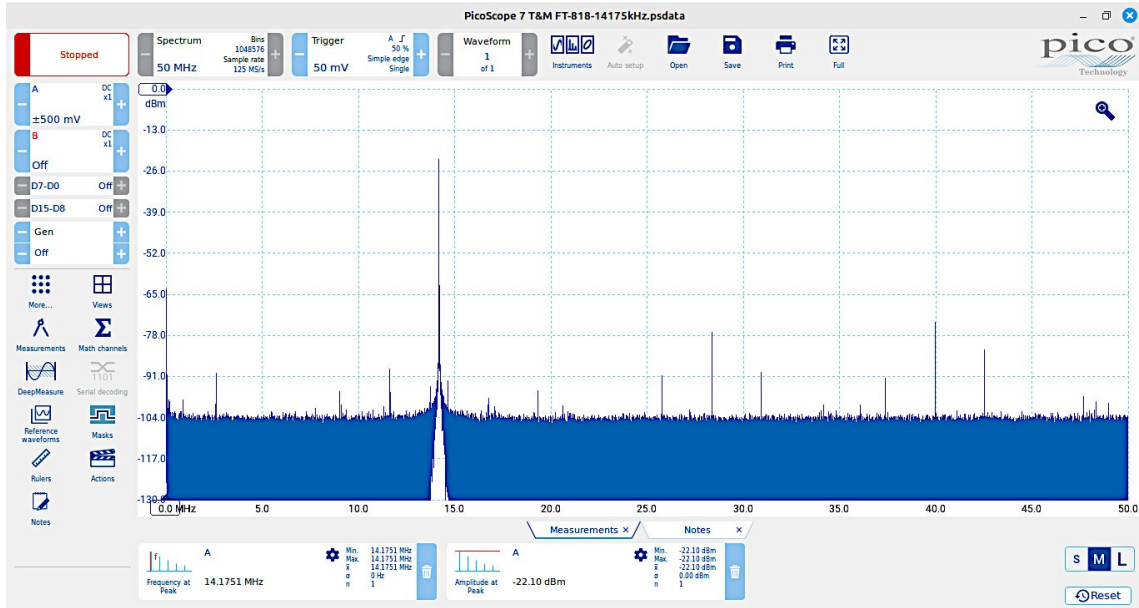 PicoScope 7 T&M FT-818-14175kHz.psdata
Stopped
Spectrum
50 MHz
Bins
1048576
Sample rate
125 MS/s
Trigger
50 mV
A
50 %
Simple edge
Single
Waveform
1
of 1
Instruments
Auto setup
Open
Save
Print
Full
pico
Technology
A
DC
x1
±500 mV
B
DC
x1
Off
D7-D0 Off
D15-D8 Off
Gen
Off
More...
Views
Measurements
Math channels
DeepMeasure
1101
Serial decoding
Reference
waveforms
Masks
Rulers
Actions
Notes
0.0
dBm
-13.0
-26.0
-39.0
-52.0
-65.0
-78.0
-91.0
-104.0
-117.0
-130.0
0.0 MHz 5.0 10.0 15.0 20.0 25.0 30.0 35.0 40.0 45.0 50.0
Measurements × Notes ×
f
A
Frequency at
Peak
14.1751 MHz
Min. 14.1751 MHz
Max. 14.1751 MHz
x̄ 14.1751 MHz
σ 0 Hz
n 1
A
Amplitude at
Peak
-22.10 dBm
Min. -22.10 dBm
Max. -22.10 dBm
x̄ -22.10 dBm
σ 0.00 dBm
n 1
S M L
Reset